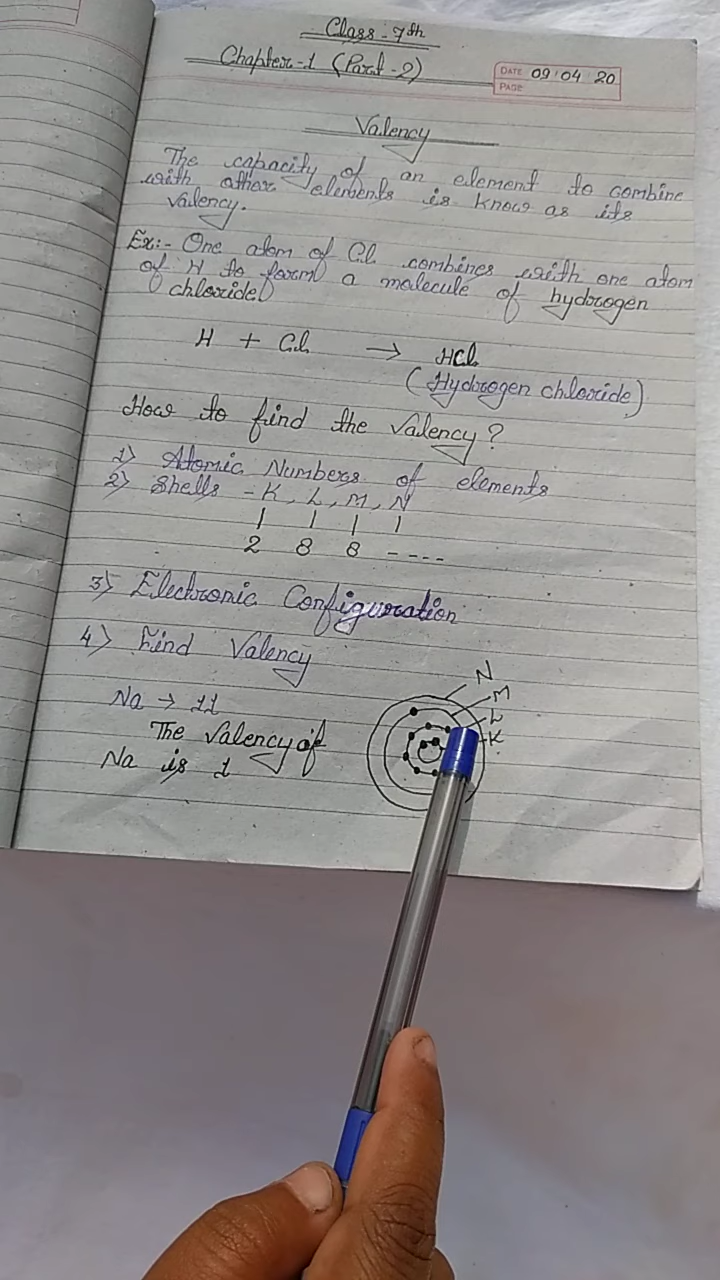 Class - 7th
Chapter-1 (Part-2)
DATE 09:04:20
PAGE
Valency
The capacity of an element to combine
with other elements is know as its
Valency.
Ex:- One atom of Cl combines with one atom
of H to form a molecule of hydrogen
chloride
H + Cl → HCl
(Hydrogen chloride)
How to find the Valency?
1) Atomic Numbers of elements
2) Shells - K, L, M, N
2 8 8 ----
3) Electronic Configuration
4) Find Valency
N
M
L
K
Na → 11
The Valency of
Na is 1